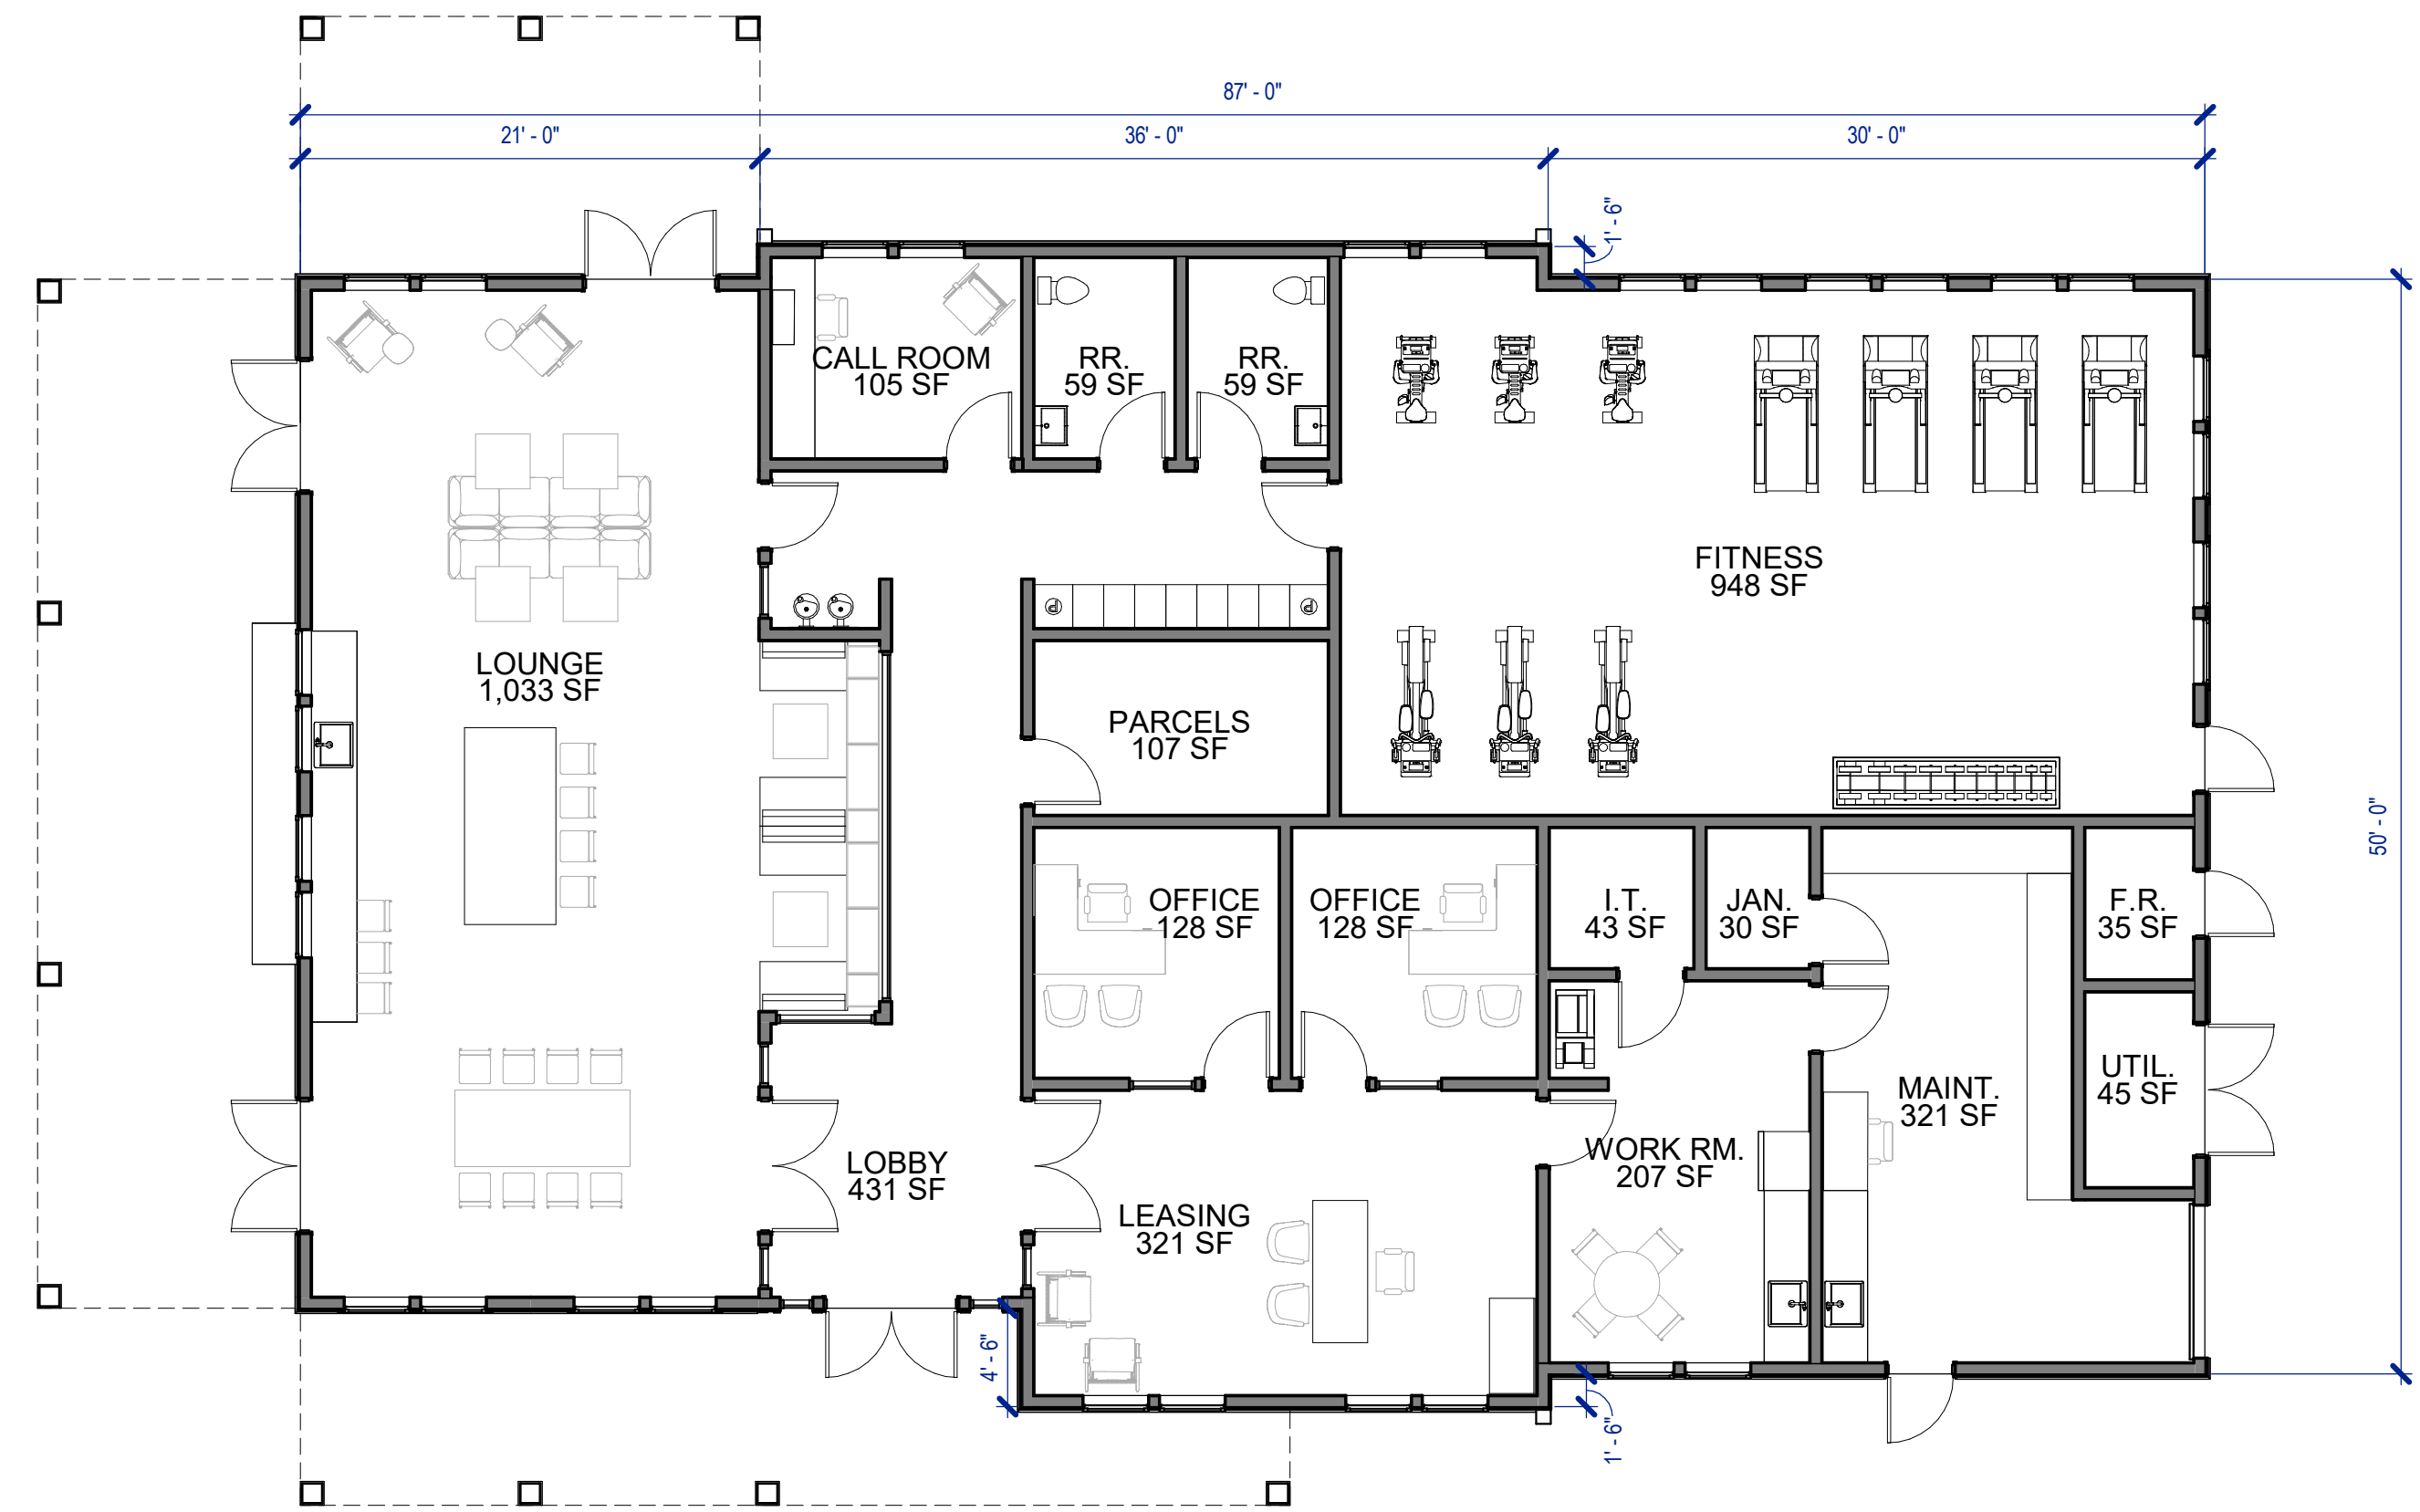 87' - 0"
21' - 0"
36' - 0"
30' - 0"
1' - 6"
CALL ROOM
105 SF
RR.
59 SF
RR.
59 SF
FITNESS
948 SF
LOUNGE
1,033 SF
PARCELS
107 SF
50' - 0"
OFFICE
128 SF
OFFICE
128 SF
I.T.
43 SF
JAN.
30 SF
F.R.
35 SF
UTIL.
45 SF
MAINT.
321 SF
WORK RM.
207 SF
LOBBY
431 SF
LEASING
321 SF
4' - 6"
1' - 6"